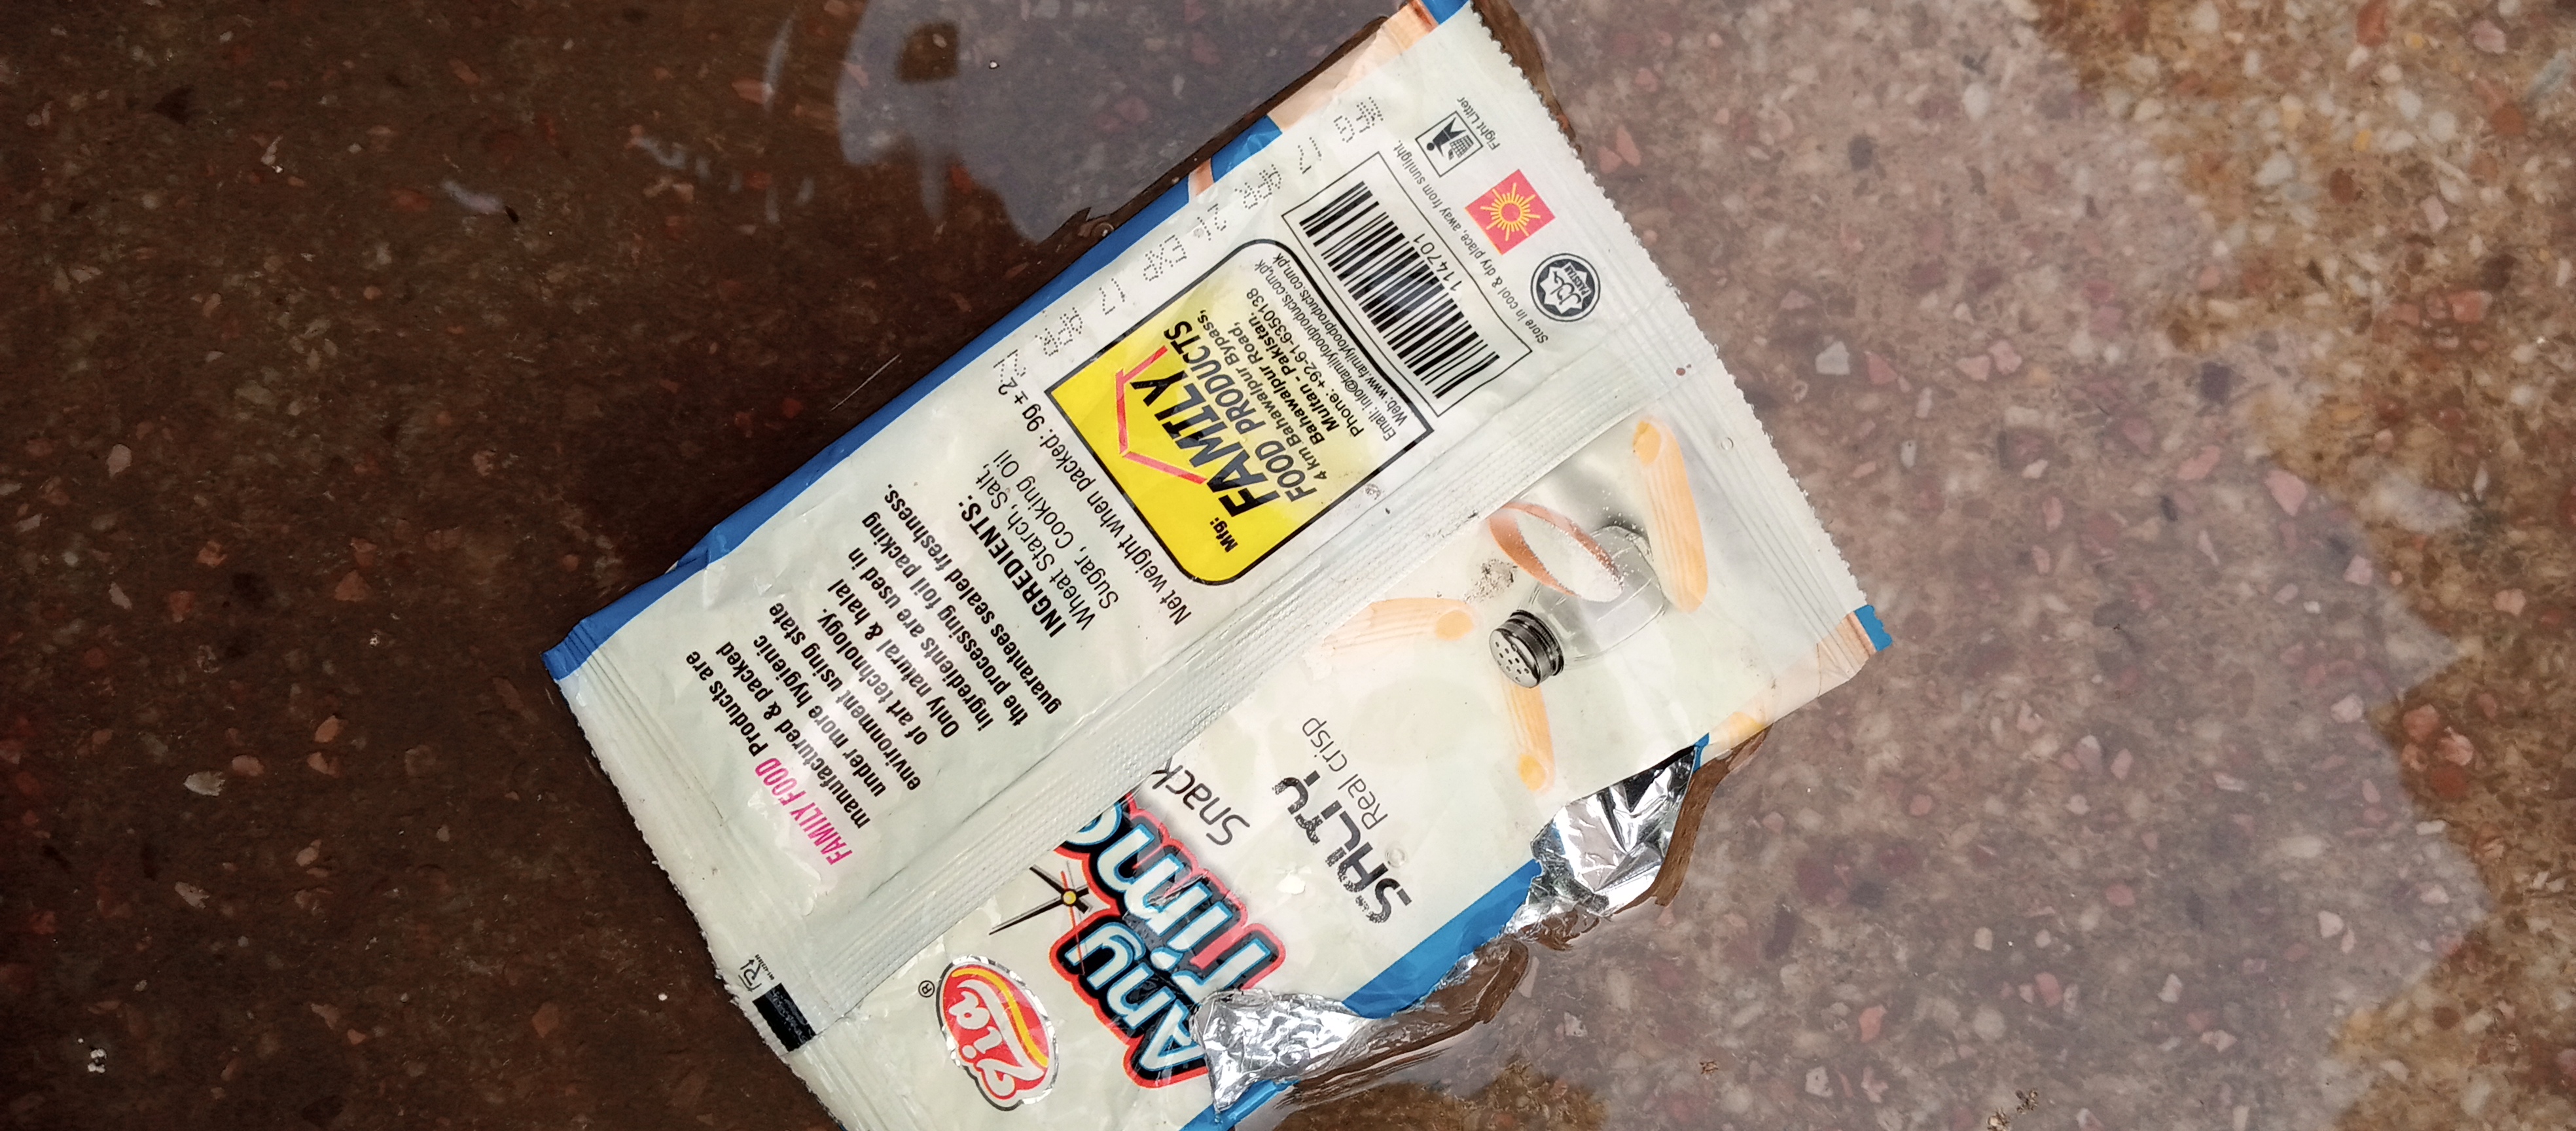 FAMILY FOOD Products are
manufactured & packed
under more hygienic
environment using state
of art technology.
Only natural & halal
ingredients are used in
the processing foil packing
guarantees sealed freshness.
INGREDIENTS:
Wheat Starch, Salt,
Sugar, Cooking Oil
Net weight when packed: 9g ± 2
Mfg:
FAMILY
FOOD PRODUCTS
4 km Bahawalpur Bypass,
Bahawalpur Road,
Multan - Pakistan.
Phone: +92-61-6350138
Email: info@familyfoodproducts.com.pk
Web: www.familyfoodproducts.com.pk
114701
Store in cool & dry place, away from sunlight.
Fight Litter
PAKISTAN
Zia
®
Any
Time
Snack
SALTY
Real crisp